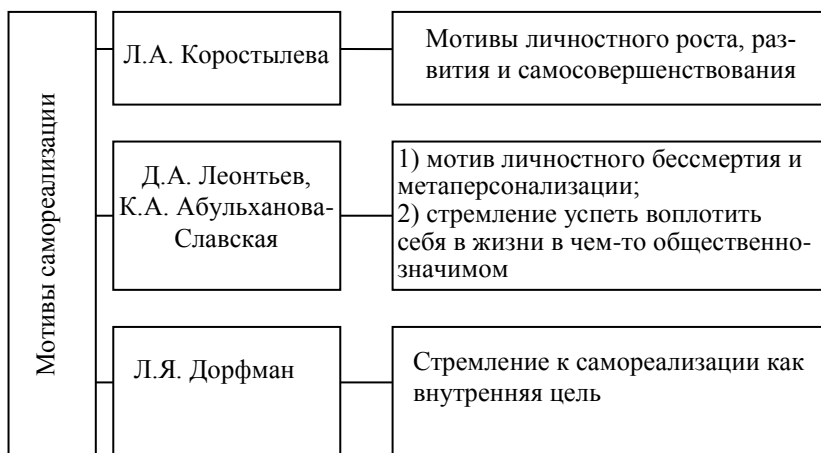 Мотивы самореализации
Л.А. Коростылева
Мотивы личностного роста, раз-
вития и самосовершенствования
Д.А. Леонтьев,
К.А. Абульханова-
Славская
1) мотив личностного бессмертия и
метаперсонализации;
2) стремление успеть воплотить
себя в жизни в чем-то общественно-
значимом
Л.Я. Дорфман
Стремление к самореализации как
внутренняя цель